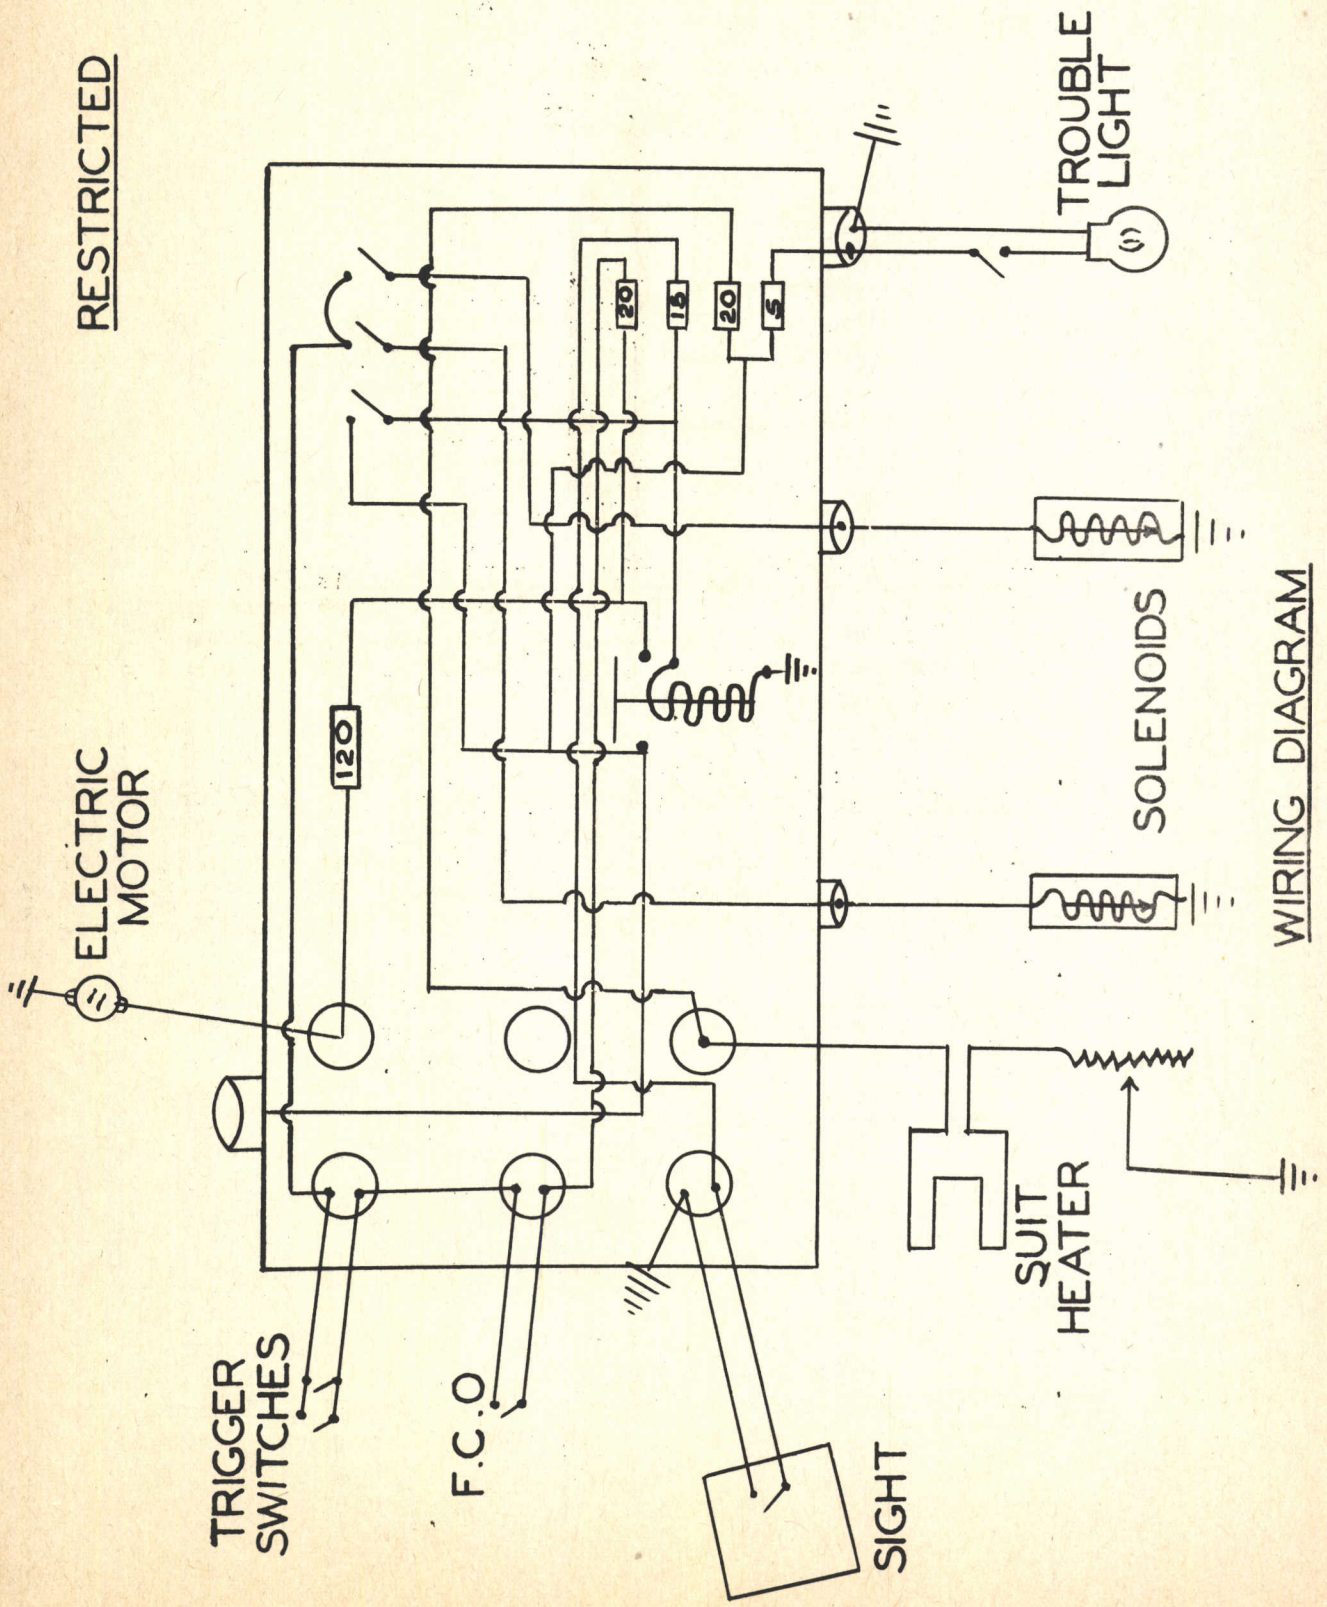 RESTRICTED
ELECTRIC
MOTOR
TRIGGER
SWITCHES
F.C.O
SIGHT
120
20
15
20
5
TROUBLE
LIGHT
SOLENOIDS
SUIT
HEATER
WIRING DIAGRAM